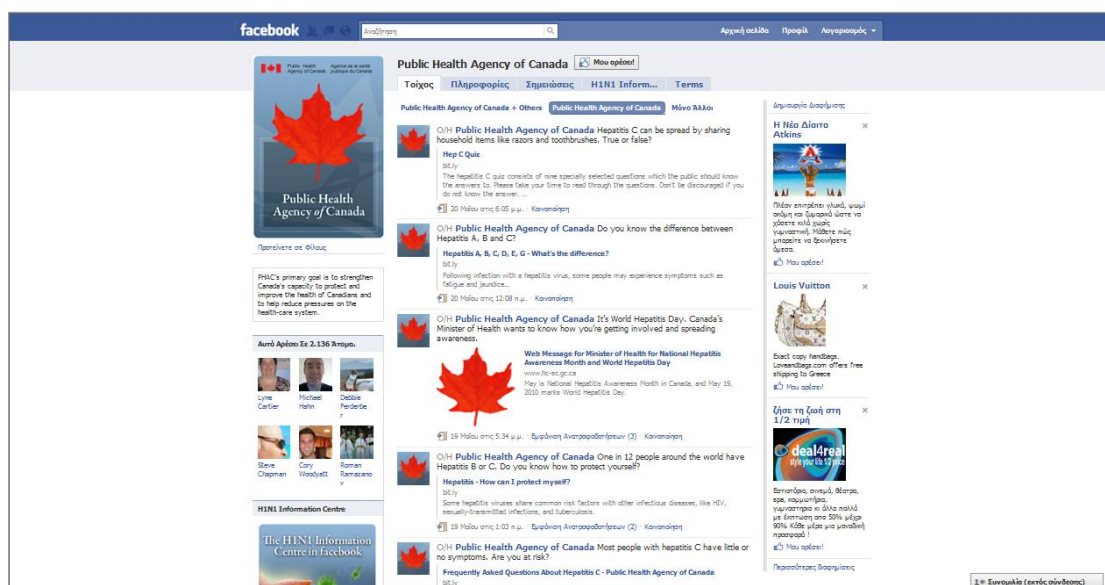 facebook
Αναζήτηση
Αρχική σελίδα Προφίλ Λογαριασμός
Public Health Agency of Canada
Agence de la santé publique du Canada
Public Health
Agency of Canada
Προτείνετε σε Φίλους
PHAC's primary goal is to strengthen
Canada's capacity to protect and
improve the health of Canadians and
to help reduce pressures on the
health-care system.
Αυτό Αρέσει Σε 2.136 Άτομα.
Lyne
Cartier
Michael
Hahn
Debbie
Ferderbe
r
Steve
Chapman
Cory
Woodyatt
Roman
Ramazano
v
H1N1 Information Centre
The H1N1 Information
Centre in facebook
Public Health Agency of Canada Μου αρέσει!
Τοίχος Πληροφορίες Σημειώσεις H1N1 Inform... Terms
Public Health Agency of Canada + Others Public Health Agency of Canada Μόνο Άλλοι
Ο/Η Public Health Agency of Canada Hepatitis C can be spread by sharing
household items like razors and toothbrushes. True or false?
Hep C Quiz
bit.ly
The hepatitis C quiz consists of nine specially selected questions which the public should know
the answers to. Please take your time to read through the questions. Don't be discouraged if you
do not know the answer. ...
20 Μαΐου στις 6:05 μ.μ. · Κοινοποίηση
Ο/Η Public Health Agency of Canada Do you know the difference between
Hepatitis A, B and C?
Hepatitis A, B, C, D, E, G - What's the difference?
bit.ly
Following infection with a hepatitis virus, some people may experience symptoms such as
fatigue and jaundice...
20 Μαΐου στις 12:08 π.μ. · Κοινοποίηση
Ο/Η Public Health Agency of Canada It's World Hepatitis Day. Canada's
Minister of Health wants to know how you're getting involved and spreading
awareness.
Web Message for Minister of Health for National Hepatitis
Awareness Month and World Hepatitis Day
www.hc-sc.gc.ca
May is National Hepatitis Awareness Month in Canada, and May 19,
2010 marks World Hepatitis Day.
19 Μαΐου στις 5:34 μ.μ. · Εμφάνιση Ανατροφοδοτήσεων (3) · Κοινοποίηση
Ο/Η Public Health Agency of Canada One in 12 people around the world have
Hepatitis B or C. Do you know how to protect yourself?
Hepatitis - How can I protect myself?
bit.ly
Some hepatitis viruses share common risk factors with other infectious diseases, like HIV,
sexually-transmitted infections, and tuberculosis.
19 Μαΐου στις 1:03 π.μ. · Εμφάνιση Ανατροφοδοτήσεων (2) · Κοινοποίηση
Ο/Η Public Health Agency of Canada Most people with hepatitis C have little or
no symptoms. Are you at risk?
Frequently Asked Questions About Hepatitis C - Public Health Agency of Canada
bit.ly
Δημιουργία Διαφήμισης
Η Νέα Δίαιτα
Atkins
Πλέον επιτρέπει γλυκά, ψωμί
ακόμη και ζυμαρικά ώστε να
χάσετε κιλά χωρίς
γυμναστική. Μάθετε πώς
μπορείτε να ξεκινήσετε
άμεσα.
Μου αρέσει!
Louis Vuitton
Exact copy handbags.
Loveandbags.com offers free
shipping to Greece
Μου αρέσει!
ζήσε τη ζωή στη
1/2 τιμή
deal4real
style your life 1/2 price
Εστιατόρια, σινεμά, θέατρα,
spa, κομμωτήρια,
γυμναστηρια κι άλλα πολλά
με έκπτωση απο 50% μέχρι
90% Κάθε μέρα μια μοναδική
προσφορά !
Μου αρέσει!
Περισσότερες διαφημίσεις
Συνομιλία (εκτός σύνδεσης)